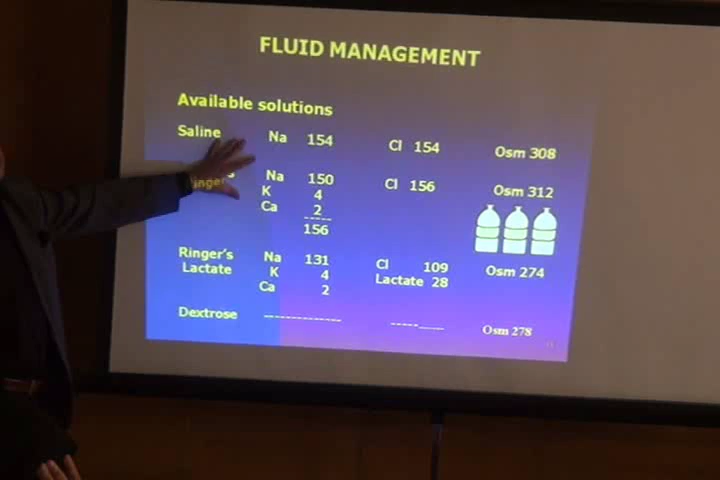 FLUID MANAGEMENT
Available solutions
Saline Na 154 Cl 154 Osm 308
Na 150 Cl 156 Osm 312
K 4
Ca 2
-----
156
Ringer's Na 131 Cl 109 Osm 274
Lactate K 4 Lactate 28
Ca 2
Dextrose -------------- -----____ Osm 278